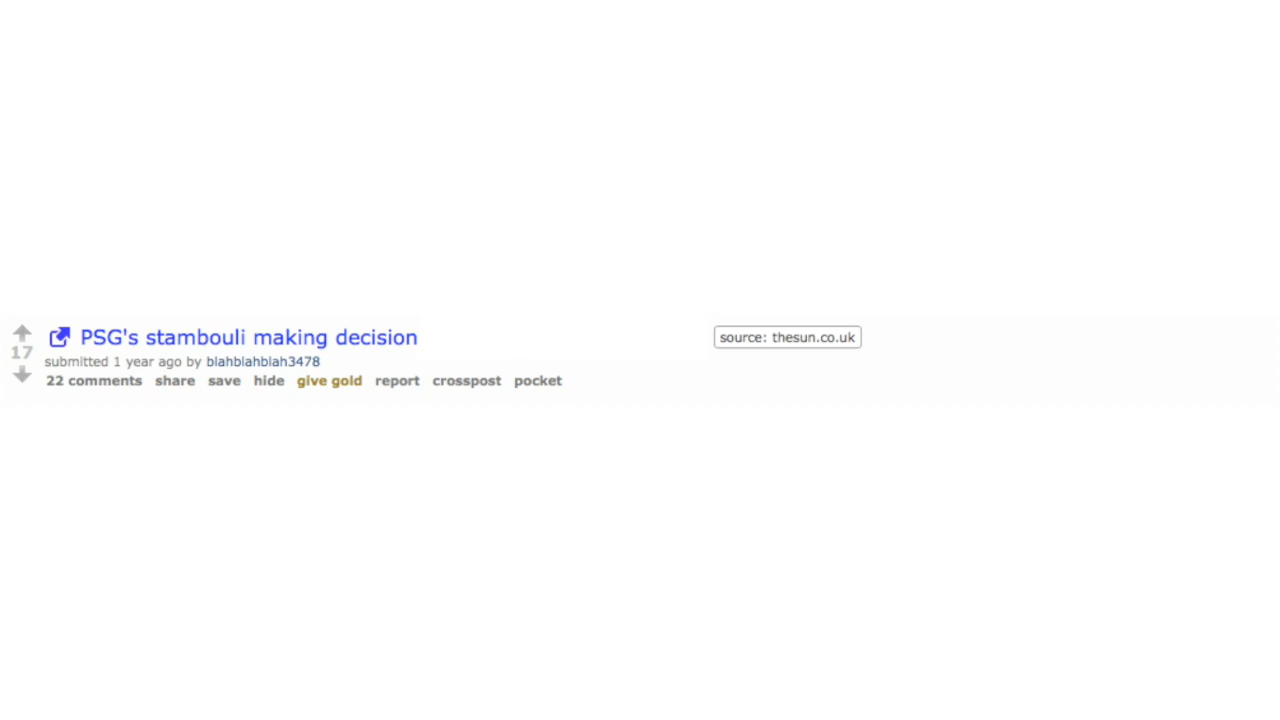 PSG's stambouli making decision
source: thesun.co.uk
17
submitted 1 year ago by blahblahblah3478
22 comments share save hide give gold report crosspost pocket